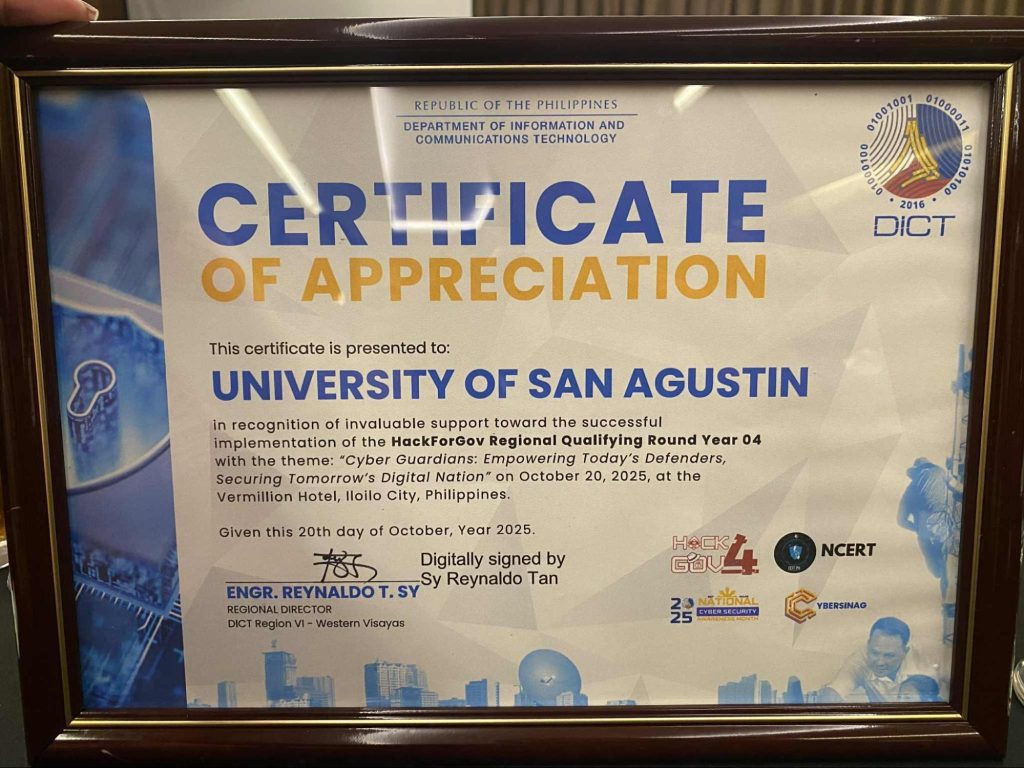 REPUBLIC OF THE PHILIPPINES
DEPARTMENT OF INFORMATION AND
COMMUNICATIONS TECHNOLOGY
01000100 01001001 01000011 01010100
2016
DICT
CERTIFICATE
OF APPRECIATION
This certificate is presented to:
UNIVERSITY OF SAN AGUSTIN
in recognition of invaluable support toward the successful
implementation of the HackForGov Regional Qualifying Round Year 04
with the theme: “Cyber Guardians: Empowering Today’s Defenders,
Securing Tomorrow’s Digital Nation” on October 20, 2025, at the
Vermillion Hotel, Iloilo City, Philippines.
Given this 20th day of October, Year 2025.
Digitally signed by
Sy Reynaldo Tan
ENGR. REYNALDO T. SY
REGIONAL DIRECTOR
DICT Region VI - Western Visayas
HACK
4
GOV
NCERT
2025
NATIONAL
CYBER SECURITY
AWARENESS MONTH
CYBERSINAG